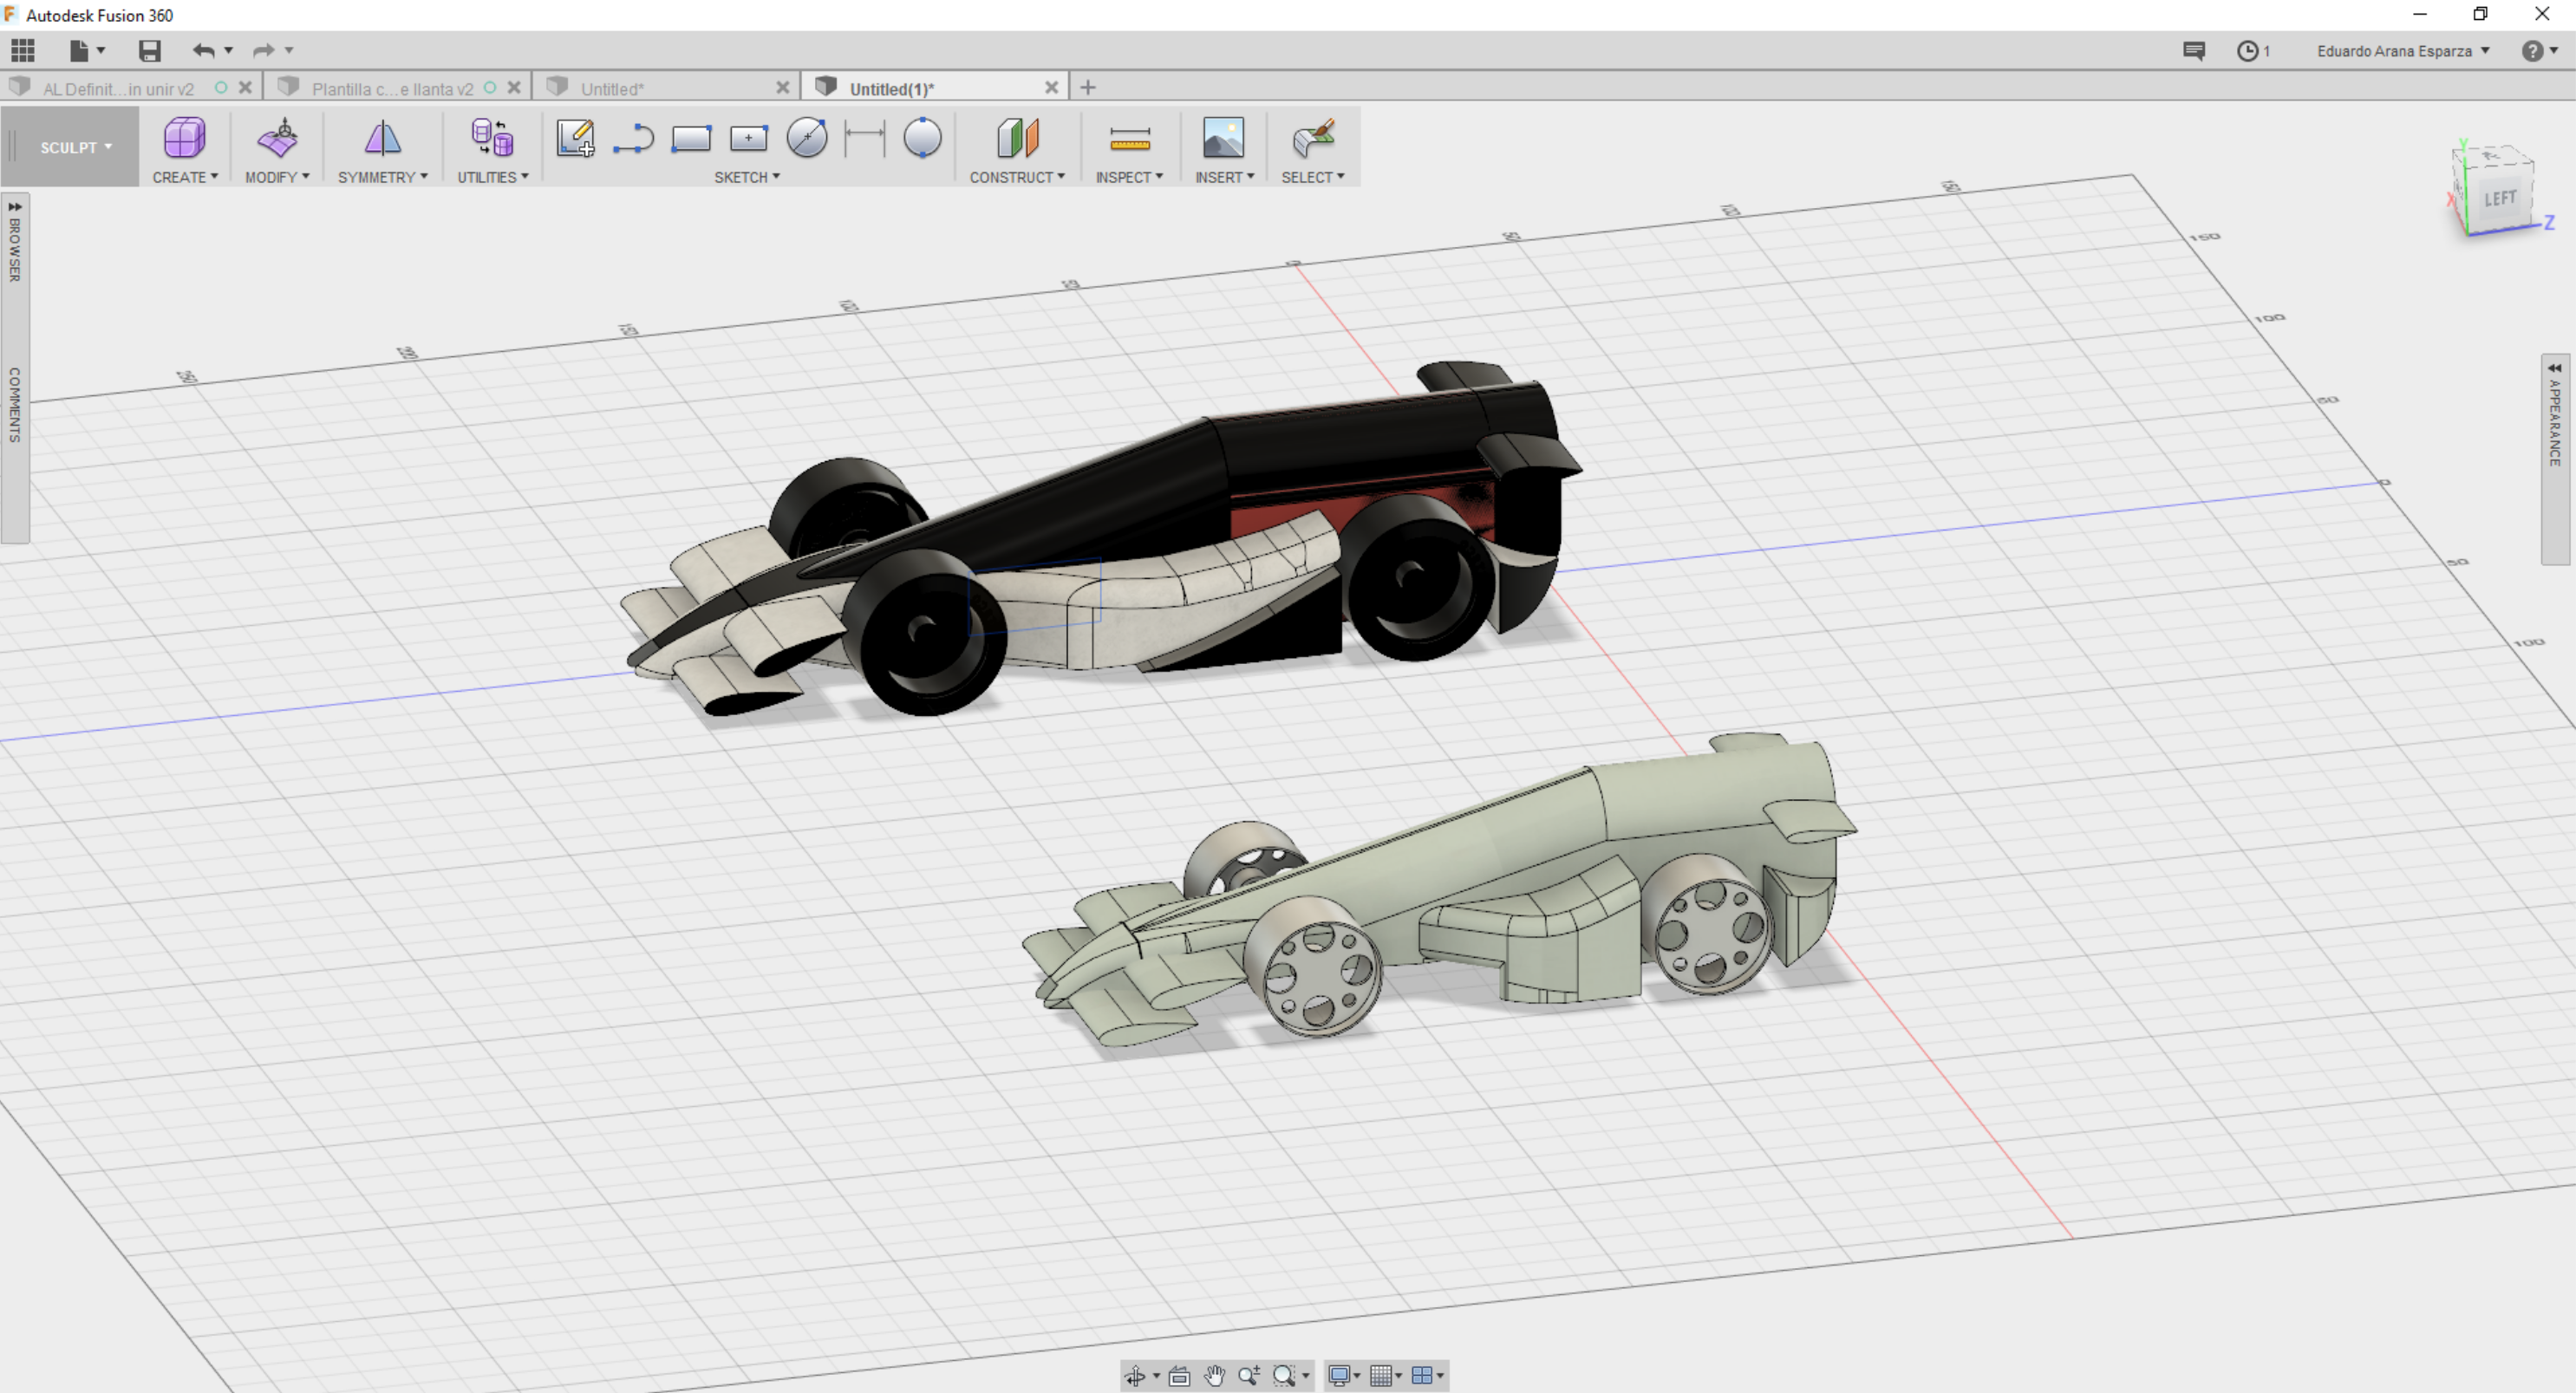 Autodesk Fusion 360
1 Eduardo Arana Esparza
AL Definit...in unir v2 Plantilla c...e llanta v2 Untitled* Untitled(1)*
SCULPT
CREATE MODIFY SYMMETRY UTILITIES SKETCH CONSTRUCT INSPECT INSERT SELECT
BROWSER
COMMENTS
Y
X
LEFT
Z
APPEARANCE
250 200 150 100 50 0 50 100 150
150
100
50
0
50
100